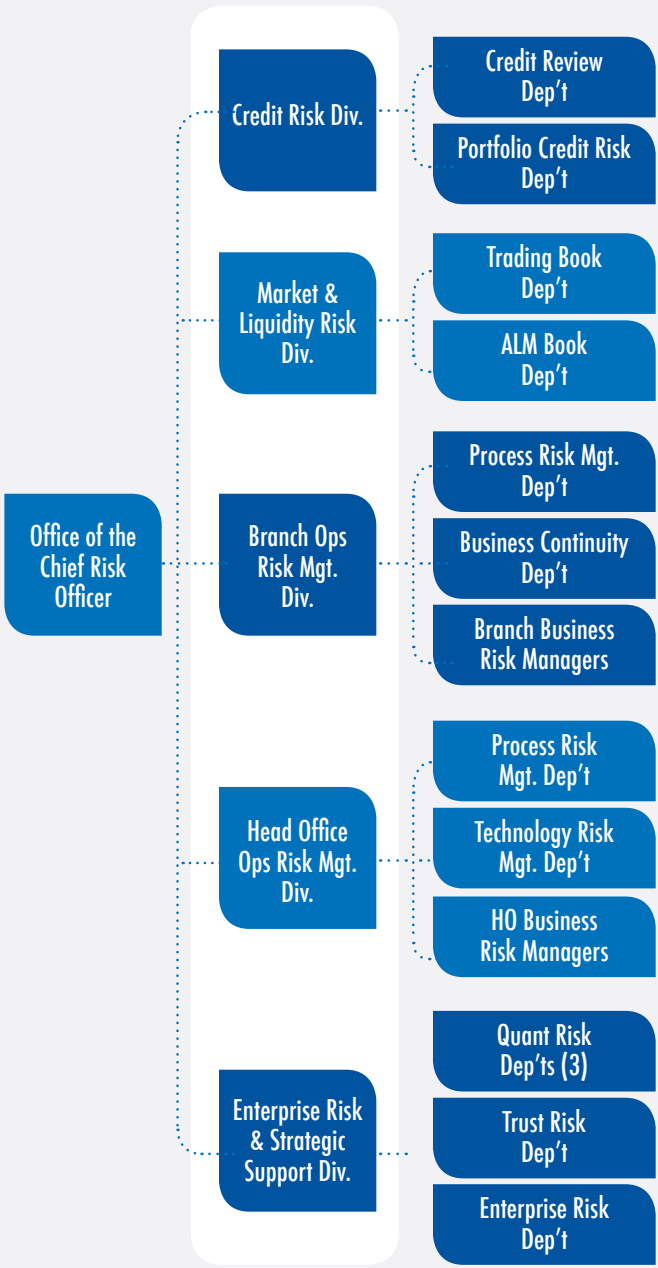 Office of the
Chief Risk
Officer
Credit Risk Div.
Credit Review
Dep't
Portfolio Credit Risk
Dep't
Market &
Liquidity Risk
Div.
Trading Book
Dep't
ALM Book
Dep't
Branch Ops
Risk Mgt.
Div.
Process Risk Mgt.
Dep't
Business Continuity
Dep't
Branch Business
Risk Managers
Head Office
Ops Risk Mgt.
Div.
Process Risk
Mgt. Dep't
Technology Risk
Mgt. Dep't
HO Business
Risk Managers
Enterprise Risk
& Strategic
Support Div.
Quant Risk
Dep'ts (3)
Trust Risk
Dep't
Enterprise Risk
Dep't